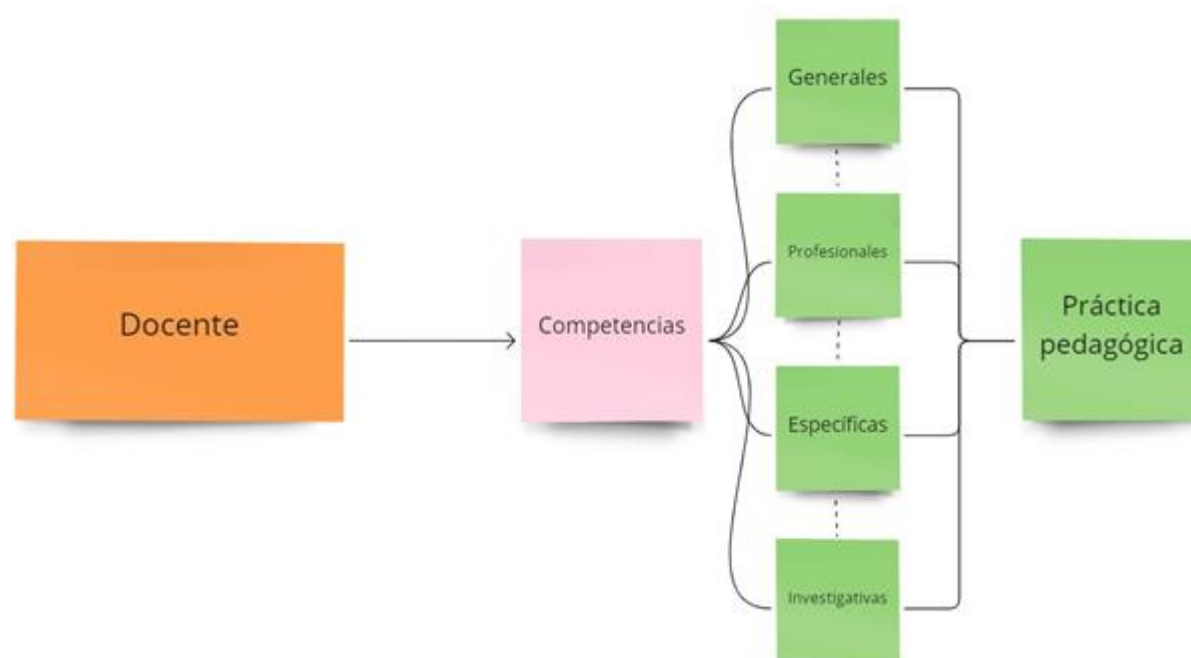 Docente
Competencias
Generales
Profesionales
Específicas
Investigativas
Práctica
pedagógica